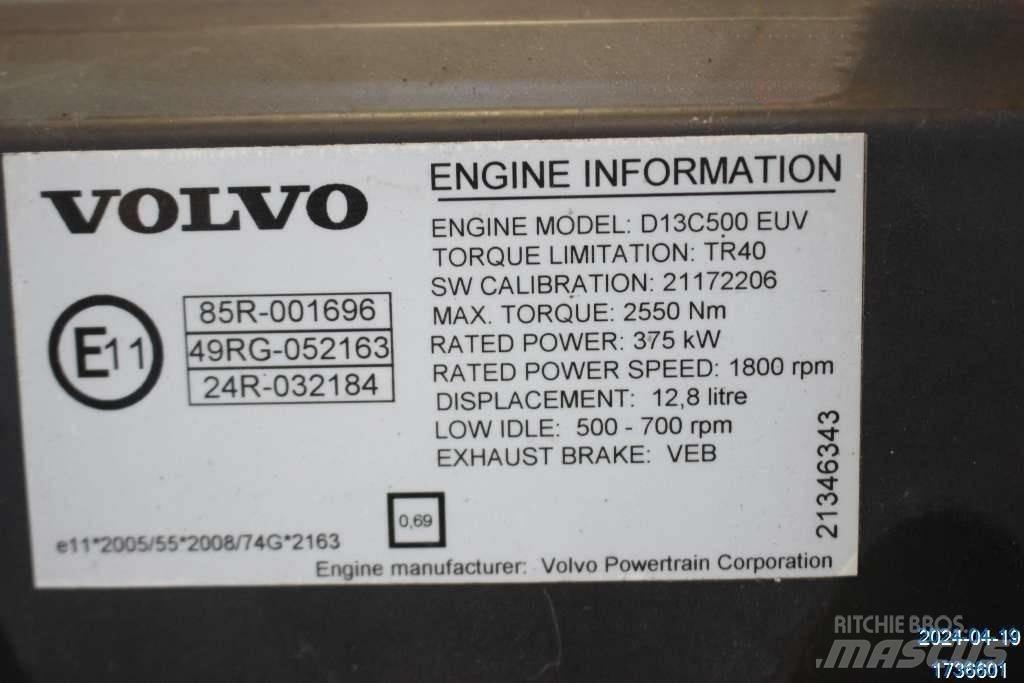 VOLVO
E11
85R-001696
49RG-052163
24R-032184
ENGINE INFORMATION
ENGINE MODEL: D13C500 EUV
TORQUE LIMITATION: TR40
SW CALIBRATION: 21172206
MAX. TORQUE: 2550 Nm
RATED POWER: 375 kW
RATED POWER SPEED: 1800 rpm
DISPLACEMENT: 12,8 litre
LOW IDLE: 500 - 700 rpm
EXHAUST BRAKE: VEB
21346343
0,69
e11*2005/55*2008/74G*2163
Engine manufacturer: Volvo Powertrain Corporation
RITCHIE BROS
MASCUS
2024-04-19
1736601